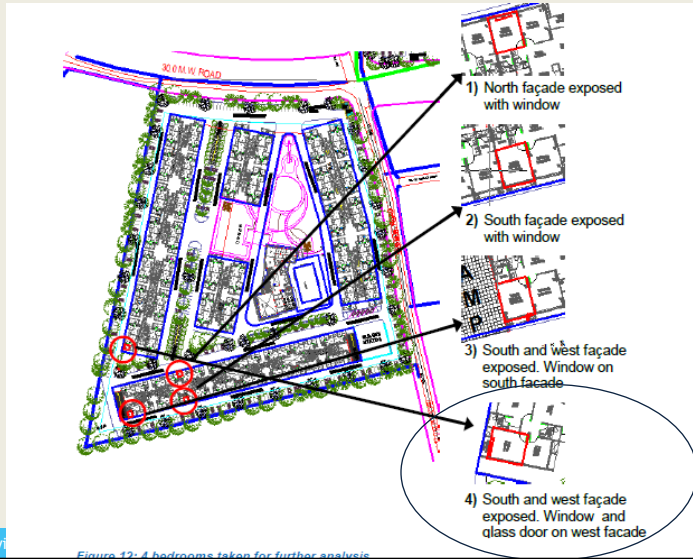 30.0 M. W. ROAD
1) North façade exposed
with window
2) South façade exposed
with window
A
M
P
3) South and west façade
exposed. Window on
south facade
4) South and west façade
exposed. Window and
glass door on west facade
Figure 12: 4 bedrooms taken for further analysis